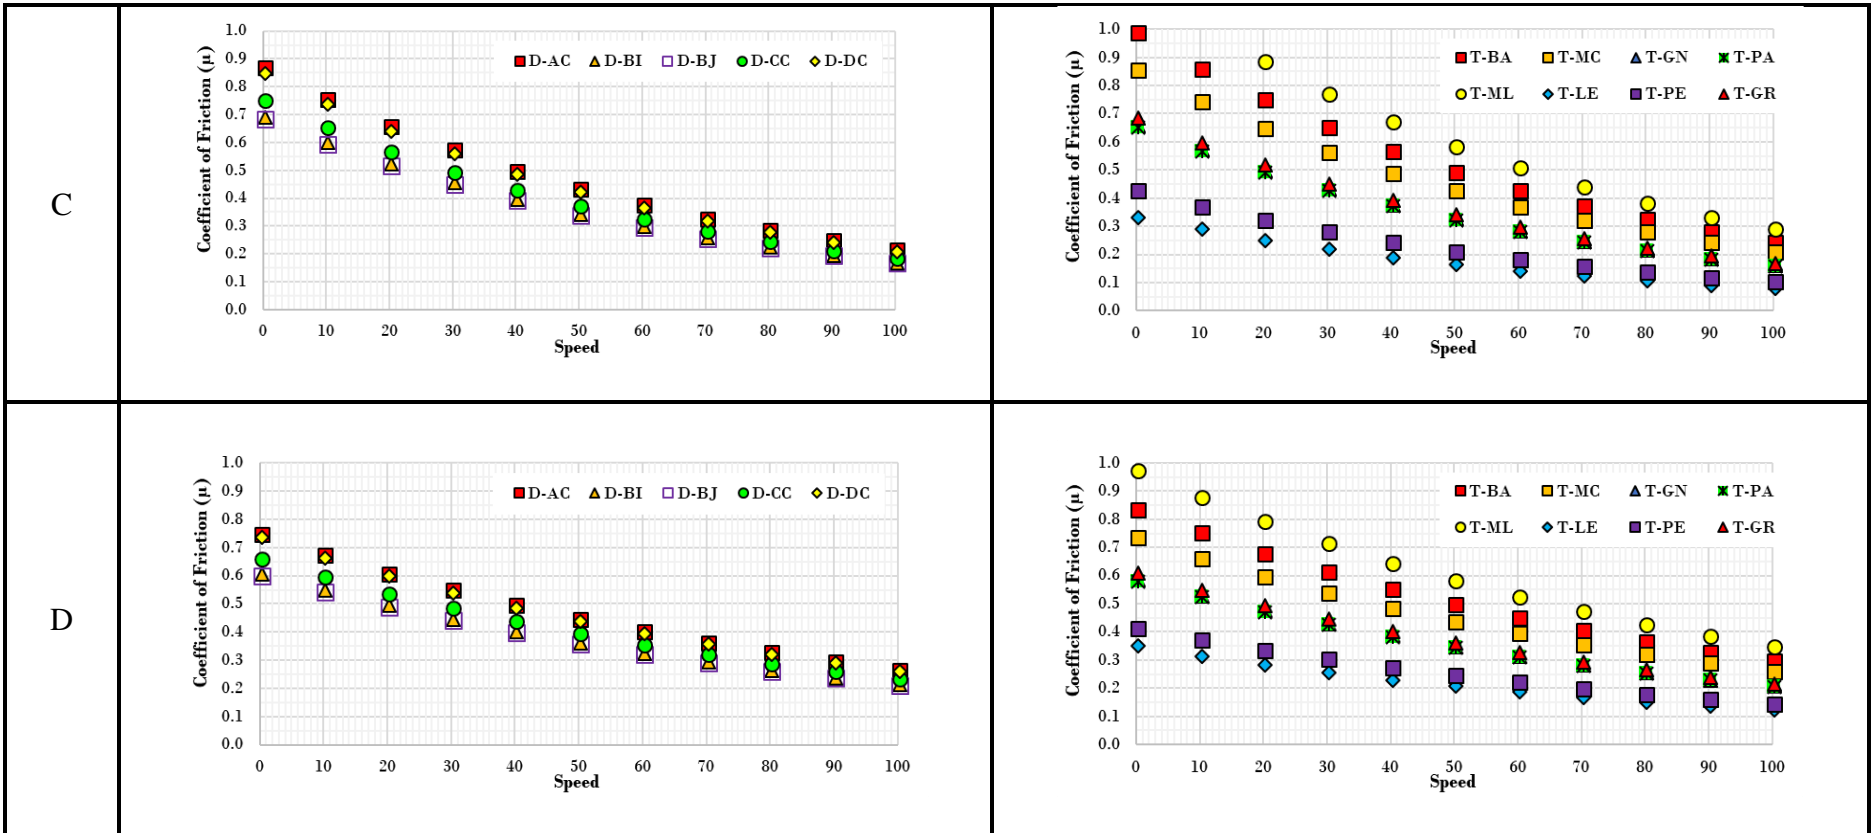 C
Coefficient of Friction (μ)
1.0
0.9
0.8
0.7
0.6
0.5
0.4
0.3
0.2
0.1
0.0
D-AC D-BI D-BJ D-CC D-DC
0 10 20 30 40 50 60 70 80 90 100
Speed
Coefficient of Friction (μ)
1.0
0.9
0.8
0.7
0.6
0.5
0.4
0.3
0.2
0.1
0.0
T-BA T-MC T-GN T-PA
T-ML T-LE T-PE T-GR
0 10 20 30 40 50 60 70 80 90 100
Speed
D
Coefficient of Friction (μ)
1.0
0.9
0.8
0.7
0.6
0.5
0.4
0.3
0.2
0.1
0.0
D-AC D-BI D-BJ D-CC D-DC
0 10 20 30 40 50 60 70 80 90 100
Speed
Coefficient of Friction (μ)
1.0
0.9
0.8
0.7
0.6
0.5
0.4
0.3
0.2
0.1
0.0
T-BA T-MC T-GN T-PA
T-ML T-LE T-PE T-GR
0 10 20 30 40 50 60 70 80 90 100
Speed